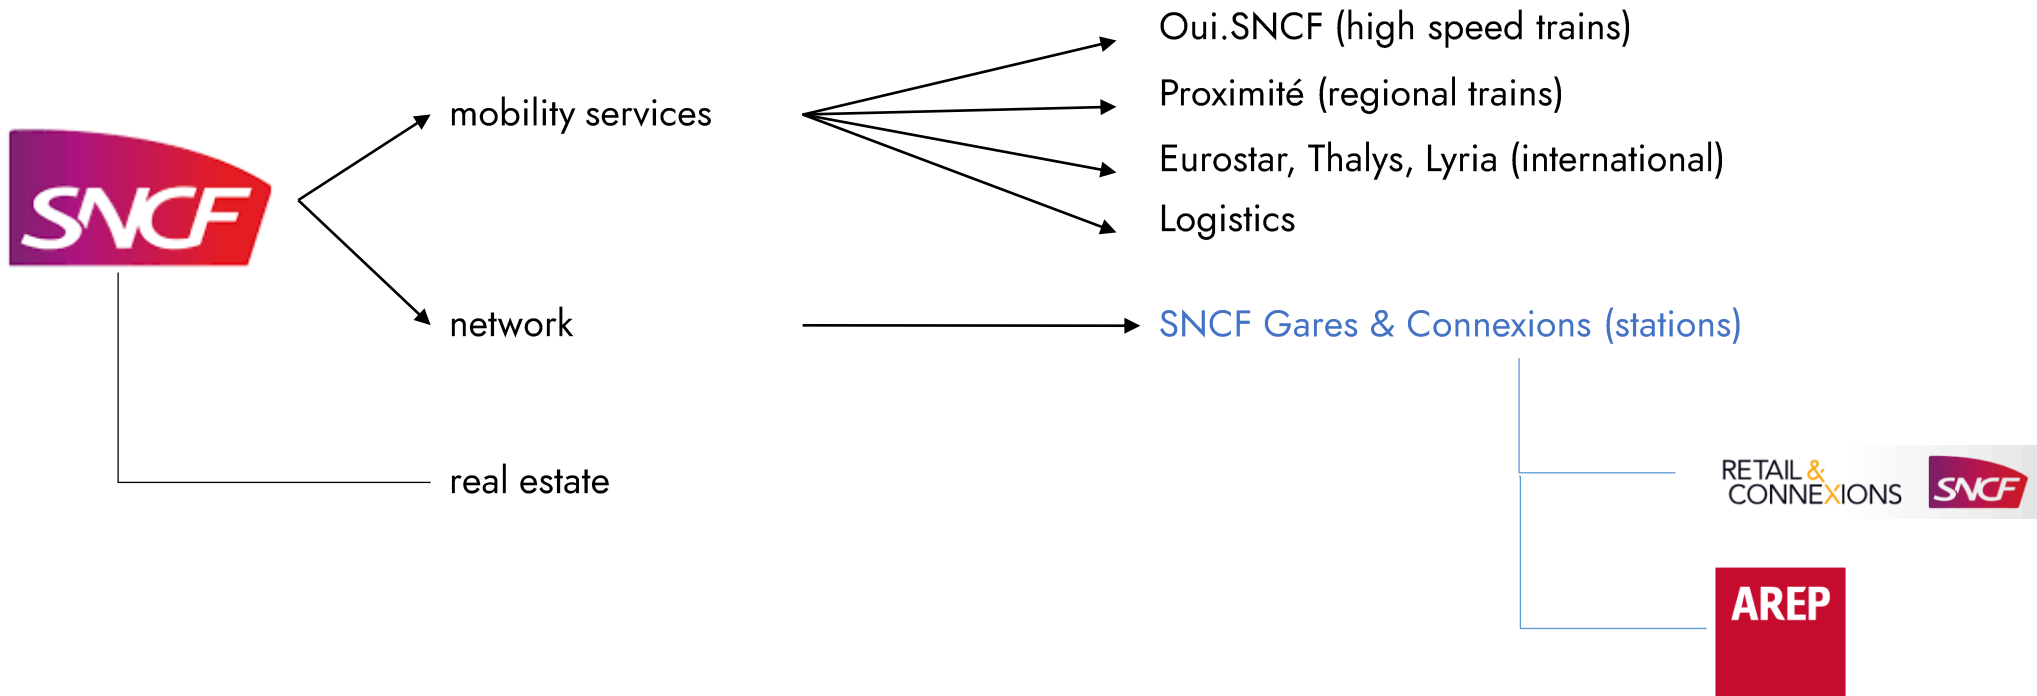 Oui.SNCF (high speed trains)
mobility services
Proximité (regional trains)
Eurostar, Thalys, Lyria (international)
SNCF
Logistics
network
SNCF Gares & Connexions (stations)
real estate
RETAIL &
CONNEXIONS
SNCF
AREP